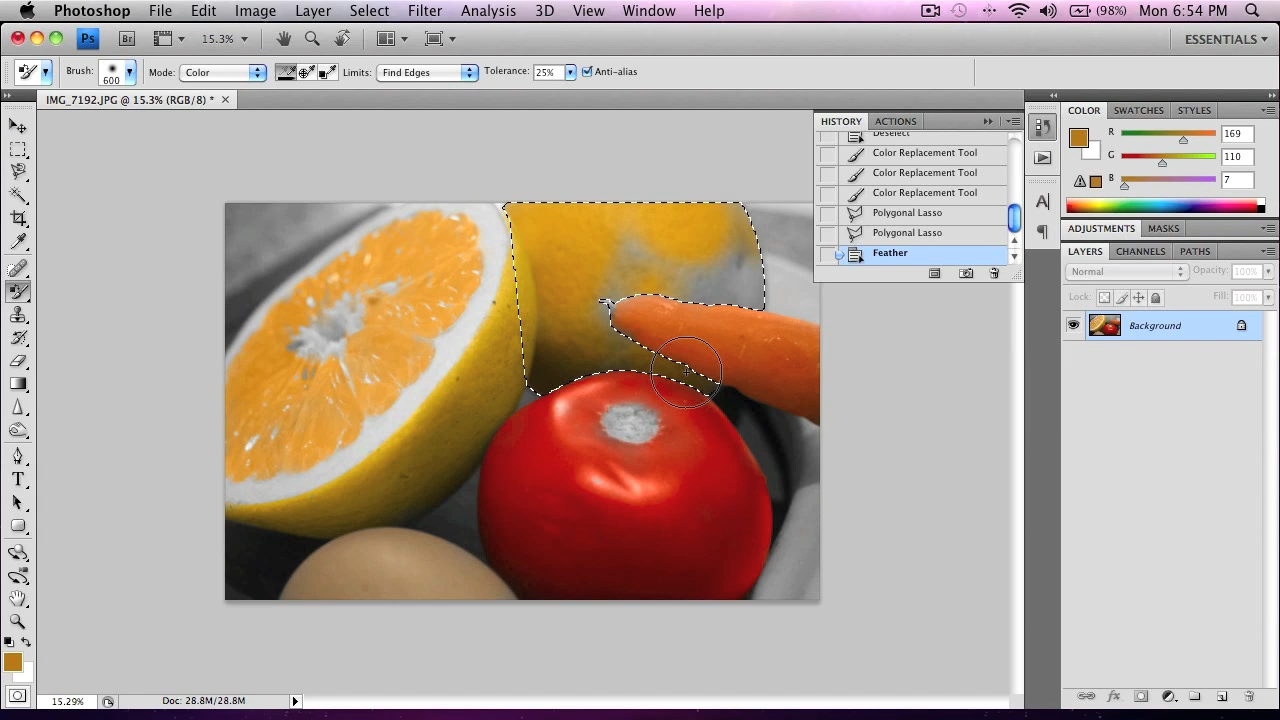 Photoshop File Edit Image Layer Select Filter Analysis 3D View Window Help (98%) Mon 6:54 PM
Ps Br 15.3% ESSENTIALS
Brush: 600 Mode: Color Limits: Find Edges Tolerance: 25% Anti-alias
IMG_7192.JPG @ 15.3% (RGB/8) *
HISTORY ACTIONS
Deselect
Color Replacement Tool
Color Replacement Tool
Color Replacement Tool
Polygonal Lasso
Polygonal Lasso
Feather
COLOR SWATCHES STYLES
R 169
G 110
B 7
ADJUSTMENTS MASKS
LAYERS CHANNELS PATHS
Normal Opacity: 100%
Lock: Fill: 100%
Background
15.29% Doc: 28.8M/28.8M